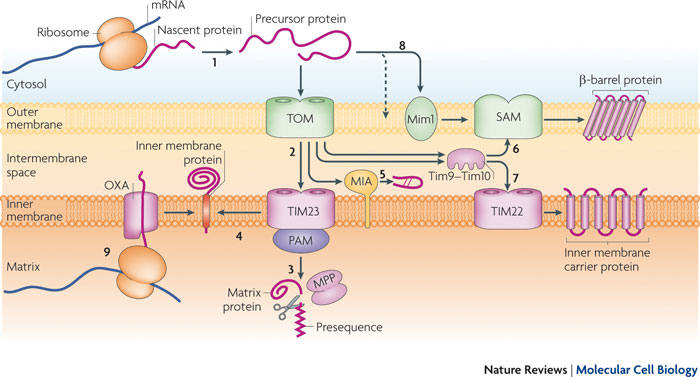 mRNA
Ribosome
Nascent protein
Precursor protein
1
8
Cytosol
β-barrel protein
Outer
membrane
TOM
Mim1
SAM
Intermembrane
space
Inner membrane
protein
2
6
Tim9–Tim10
5
7
OXA
MIA
Inner
membrane
TIM23
TIM22
4
PAM
Inner membrane
carrier protein
9
Matrix
3
Matrix
protein
MPP
Presequence
Nature Reviews | Molecular Cell Biology